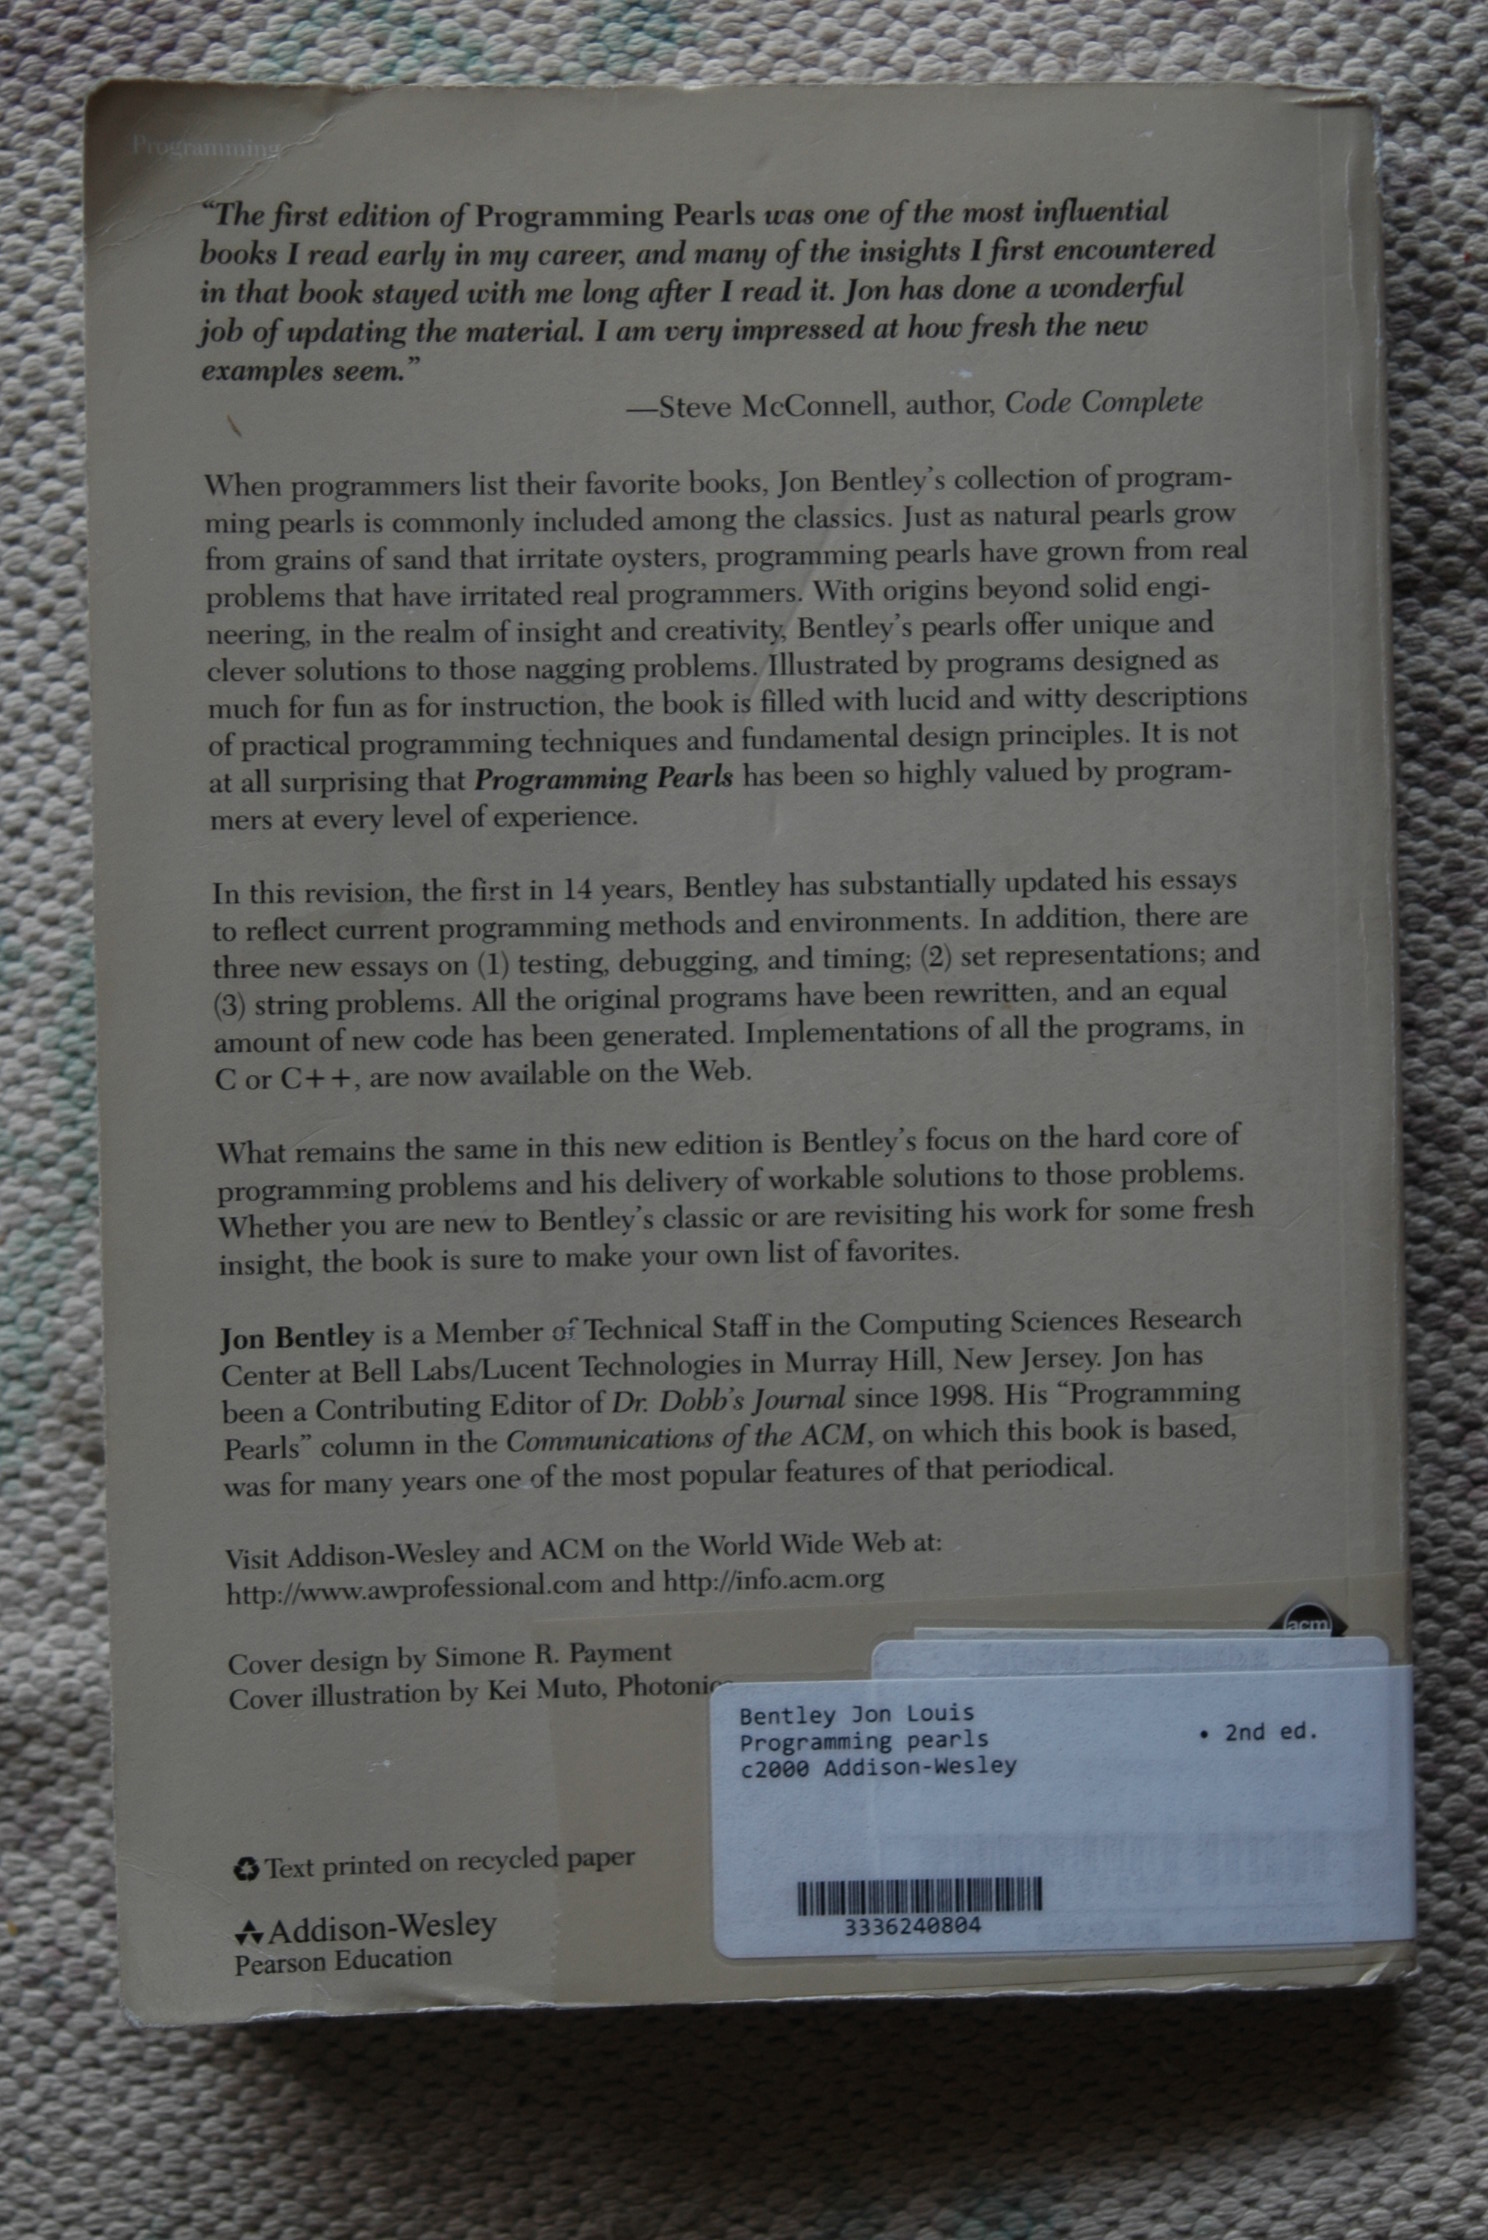 Programming
“The first edition of Programming Pearls was one of the most influential
books I read early in my career, and many of the insights I first encountered
in that book stayed with me long after I read it. Jon has done a wonderful
job of updating the material. I am very impressed at how fresh the new
examples seem.”
—Steve McConnell, author, Code Complete
When programmers list their favorite books, Jon Bentley’s collection of program-
ming pearls is commonly included among the classics. Just as natural pearls grow
from grains of sand that irritate oysters, programming pearls have grown from real
problems that have irritated real programmers. With origins beyond solid engi-
neering, in the realm of insight and creativity, Bentley’s pearls offer unique and
clever solutions to those nagging problems. Illustrated by programs designed as
much for fun as for instruction, the book is filled with lucid and witty descriptions
of practical programming techniques and fundamental design principles. It is not
at all surprising that Programming Pearls has been so highly valued by program-
mers at every level of experience.
In this revision, the first in 14 years, Bentley has substantially updated his essays
to reflect current programming methods and environments. In addition, there are
three new essays on (1) testing, debugging, and timing; (2) set representations; and
(3) string problems. All the original programs have been rewritten, and an equal
amount of new code has been generated. Implementations of all the programs, in
C or C++, are now available on the Web.
What remains the same in this new edition is Bentley’s focus on the hard core of
programming problems and his delivery of workable solutions to those problems.
Whether you are new to Bentley’s classic or are revisiting his work for some fresh
insight, the book is sure to make your own list of favorites.
Jon Bentley is a Member of Technical Staff in the Computing Sciences Research
Center at Bell Labs/Lucent Technologies in Murray Hill, New Jersey. Jon has
been a Contributing Editor of Dr. Dobb’s Journal since 1998. His “Programming
Pearls” column in the Communications of the ACM, on which this book is based,
was for many years one of the most popular features of that periodical.
Visit Addison-Wesley and ACM on the World Wide Web at:
http://www.awprofessional.com and http://info.acm.org
acm
Cover design by Simone R. Payment
Cover illustration by Kei Muto, Photonic
Bentley Jon Louis
Programming pearls • 2nd ed.
c2000 Addison-Wesley
3336240804
Text printed on recycled paper
Addison-Wesley
Pearson Education